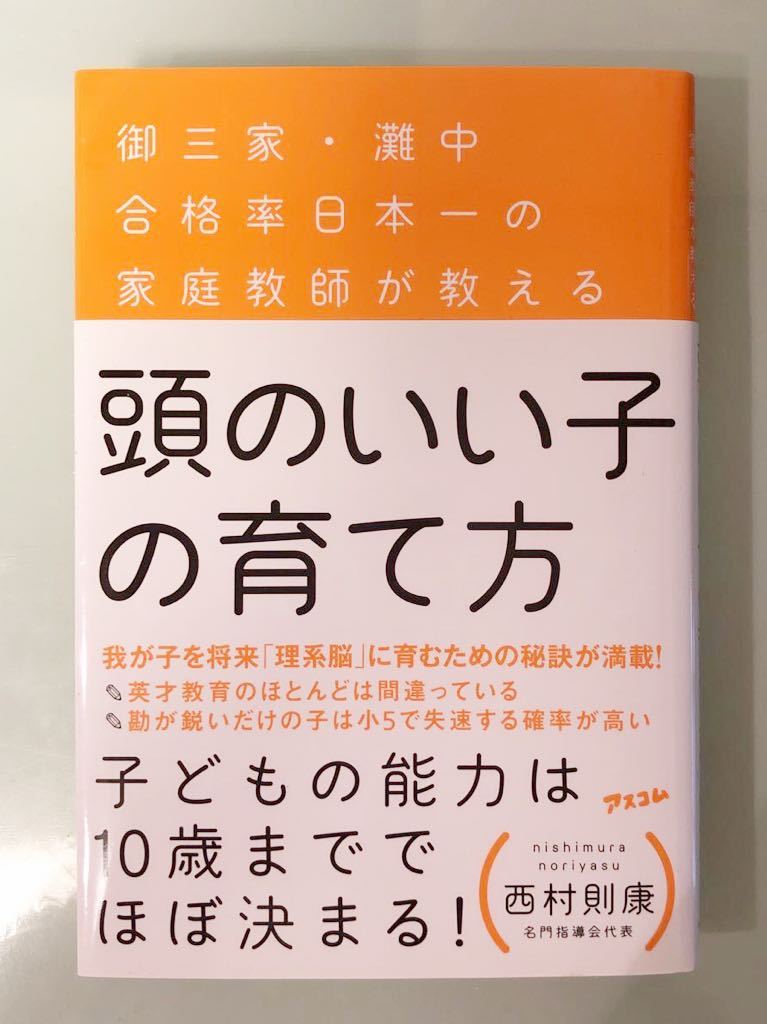 御三家・灘中
合格率日本一の
家庭教師が教える
頭のいい子
の育て方
我が子を将来「理系脳」に育むための秘訣が満載!
英才教育のほとんどは間違っている
勘が鋭いだけの子は小5で失速する確率が高い
子どもの能力は
10歳までで
ほぼ決まる!
アスコム
nishimura
noriyasu
西村則康
名門指導会代表